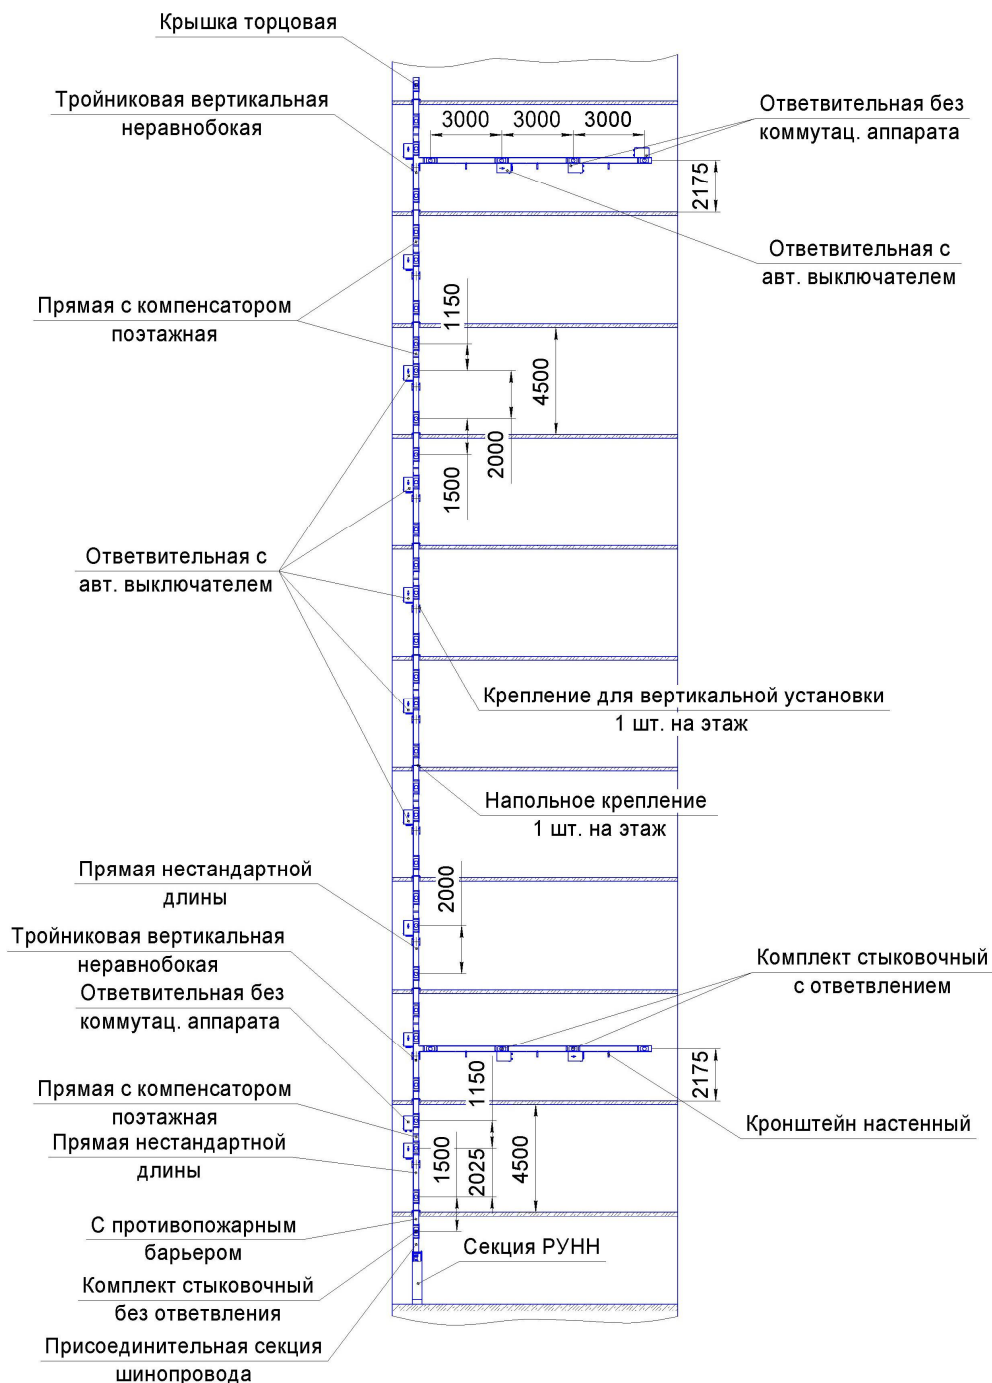 Крышка торцовая
Тройниковая вертикальная
неравнобокая
3000
3000
3000
Ответвительная без
коммутац. аппарата
2175
Ответвительная с
авт. выключателем
Прямая с компенсатором
поэтажная
1150
4500
2000
1500
Ответвительная с
авт. выключателем
Крепление для вертикальной установки
1 шт. на этаж
Напольное крепление
1 шт. на этаж
Прямая нестандартной
длины
2000
Тройниковая вертикальная
неравнобокая
Комплект стыковочный
с ответвлением
Ответвительная без
коммутац. аппарата
2175
Прямая с компенсатором
поэтажная
1150
Кронштейн настенный
Прямая нестандартной
длины
1500
2025
4500
С противопожарным
барьером
Секция РУНН
Комплект стыковочный
без ответвления
Присоединительная секция
шинопровода